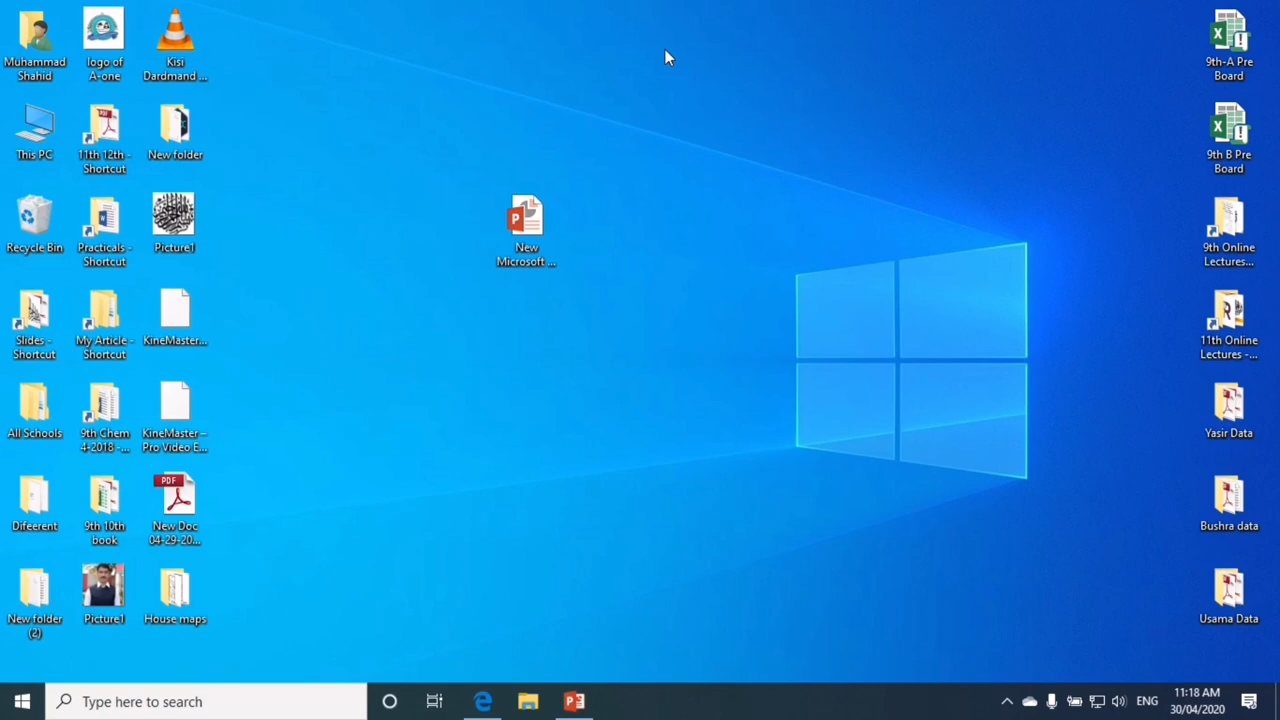 Muhammad
Shahid
logo of
A-one
Kisi
Dardmand ...
This PC
11th 12th -
Shortcut
New folder
Recycle Bin
Practicals -
Shortcut
Picture1
Slides -
Shortcut
My Article -
Shortcut
KineMaster...
All Schools
9th Chem
4-2018 -...
KineMaster –
Pro Video E...
Difeerent
9th 10th
book
PDF
New Doc
04-29-20...
New folder
(2)
Picture1
House maps
P
New
Microsoft ...
9th-A Pre
Board
9th B Pre
Board
9th Online
Lectures...
11th Online
Lectures -...
Yasir Data
Bushra data
Usama Data
Type here to search
ENG
11:18 AM
30/04/2020